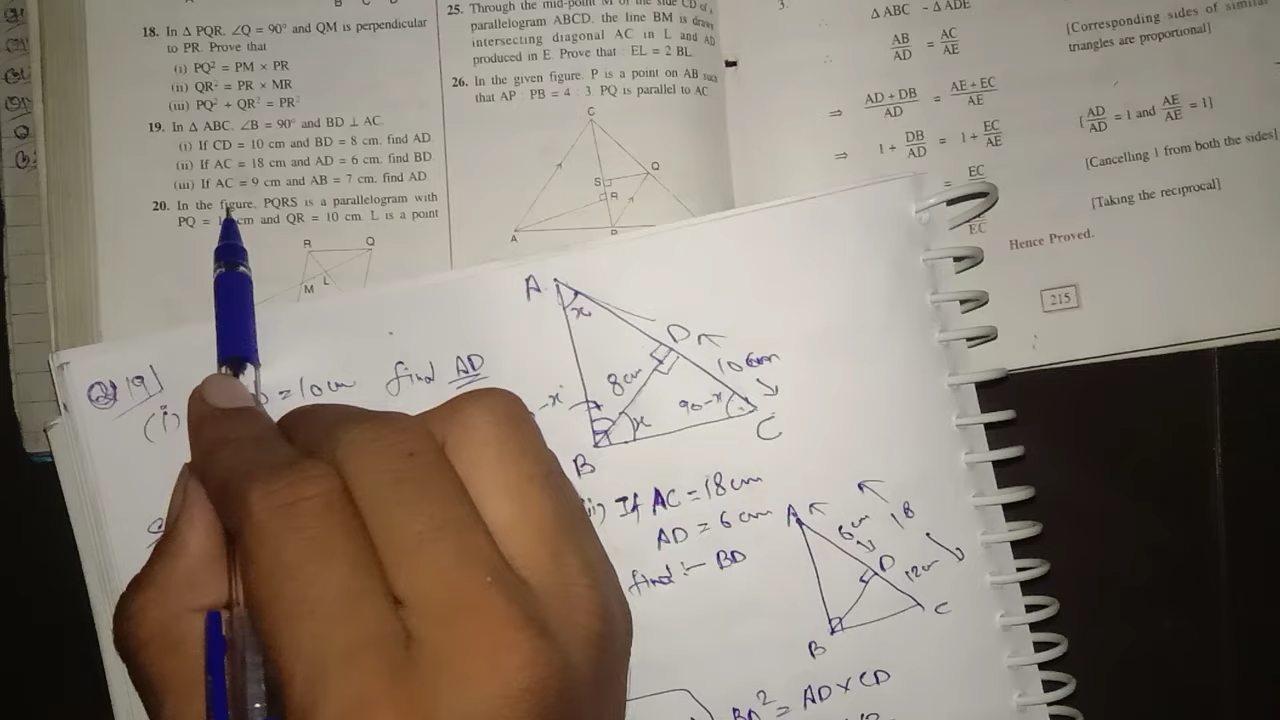 18. In Δ PQR, ∠Q = 90° and QM is perpendicular
to PR. Prove that
(i) PQ² = PM × PR
(ii) QR² = PR × MR
(iii) PQ² + QR² = PR²
19. In Δ ABC, ∠B = 90° and BD ⊥ AC.
(i) If CD = 10 cm and BD = 8 cm, find AD.
(ii) If AC = 18 cm and AD = 6 cm, find BD.
(iii) If AC = 9 cm and AB = 7 cm, find AD.
20. In the figure, PQRS is a parallelogram with
PQ = cm and QR = 10 cm. L is a point
R Q
M L
25. Through the mid-point M of the side CD of
parallelogram ABCD, the line BM is drawn
intersecting diagonal AC in L and AD
produced in E. Prove that : EL = 2 BL.
26. In the given figure, P is a point on AB such
that AP : PB = 4 : 3. PQ is parallel to AC
C
Q
S
R
A
P
3.
Δ ABC ~ Δ ADE
∴ AB/AD = AC/AE
[Corresponding sides of similar
triangles are proportional]
⇒ AD + DB/AD = AE + EC/AE
⇒ 1 + DB/AD = 1 + EC/AE
[AD/AD = 1 and AE/AE = 1]
[Cancelling 1 from both the sides]
= EC
[Taking the reciprocal]
EC
Hence Proved.
215
Q 19]
(i) = 10cm find AD
A
x
D
10cm
8cm
-x
x
90-x
B
C
(ii) If AC = 18cm
AD = 6cm
find :- BD
A
6cm
18
D
12cm
B
C
BD² = AD × CD